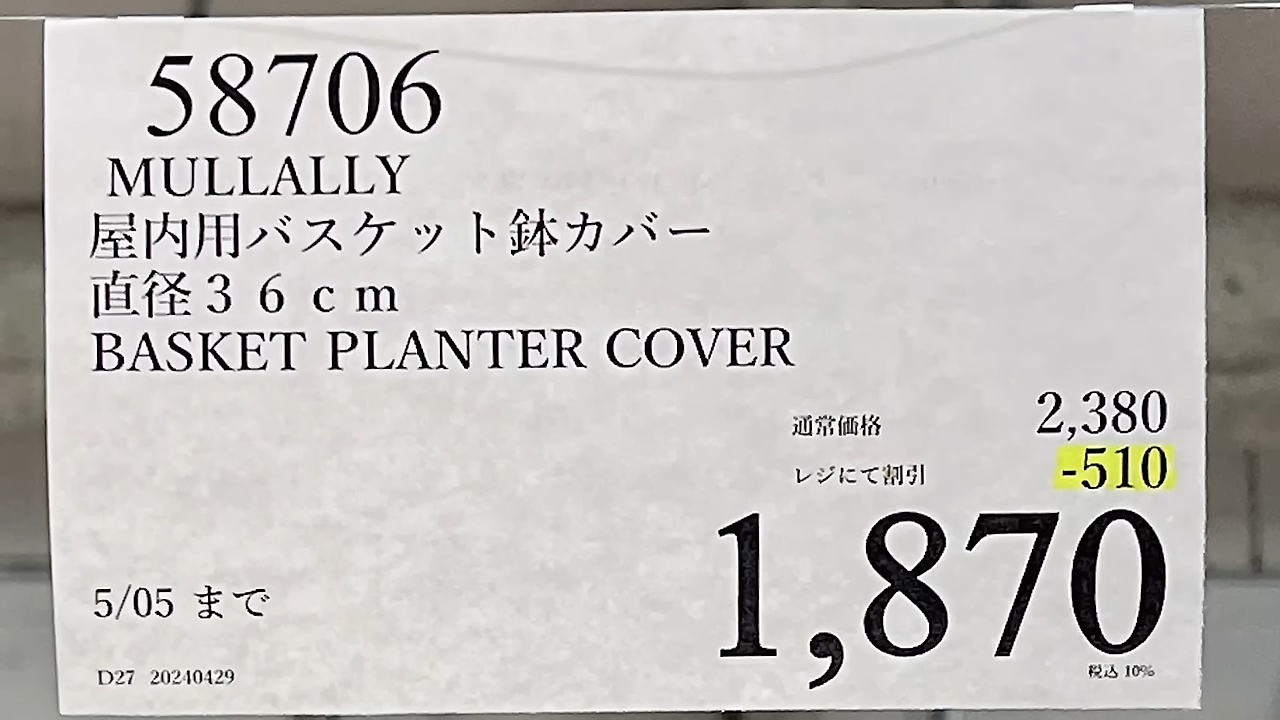 58706
MULLALLY
屋内用バスケット鉢カバー
直径３６ｃｍ
BASKET PLANTER COVER
通常価格 2,380
レジにて割引 -510
1,870
5/05 まで
税込 10%
D27 20240429